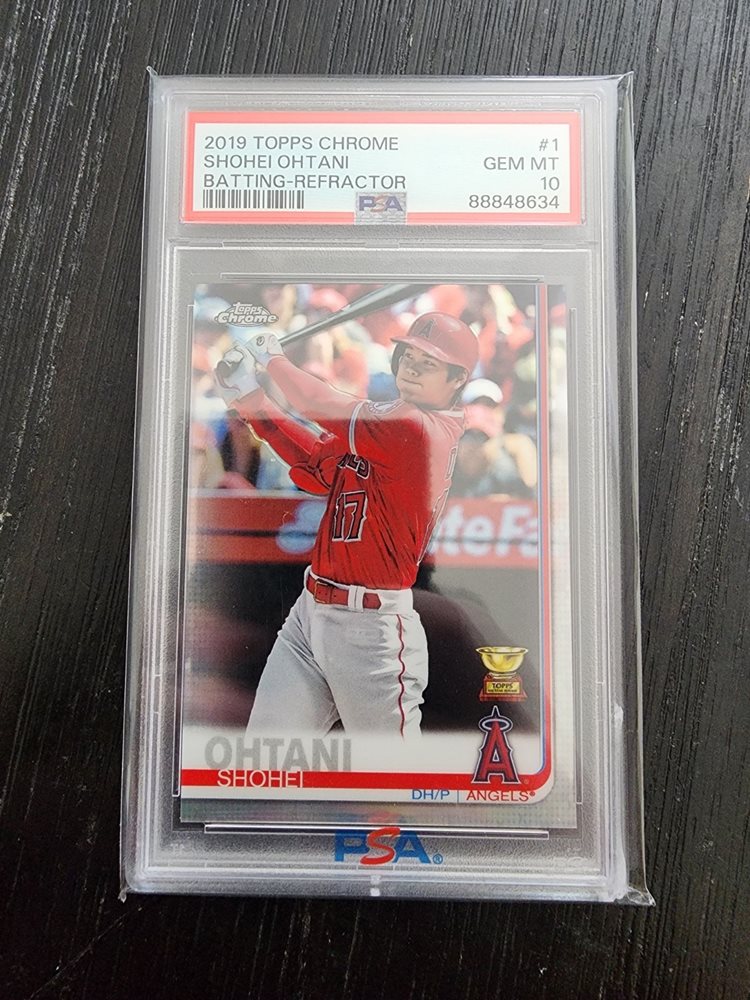 2019 TOPPS CHROME #1
SHOHEI OHTANI GEM MT
BATTING-REFRACTOR 10
PSA 88848634
Topps
Chrome
A
17
teFa
TOPPS
OHTANI
SHOHEI
A
DH/P ANGELS®
PSA®